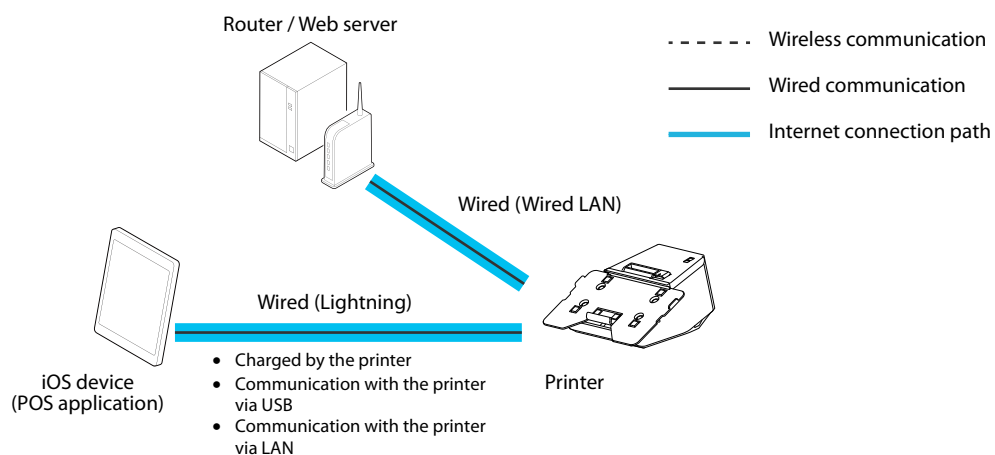 Router / Web server
Wireless communication
Wired communication
Internet connection path
Wired (Wired LAN)
Wired (Lightning)
• Charged by the printer
• Communication with the printer
via USB
• Communication with the printer
via LAN
iOS device
(POS application)
Printer